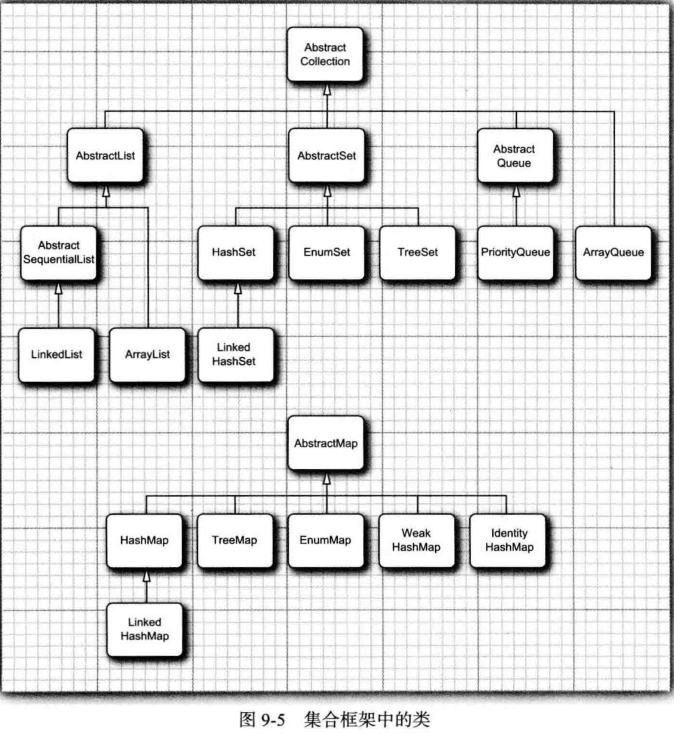 Abstract
Collection
AbstractList
AbstractSet
Abstract
Queue
Abstract
SequentialList
HashSet
EnumSet
TreeSet
PriorityQueue
ArrayQueue
LinkedList
ArrayList
Linked
HashSet
AbstractMap
HashMap
TreeMap
EnumMap
Weak
HashMap
Identity
HashMap
Linked
HashMap
图 9-5 集合框架中的类